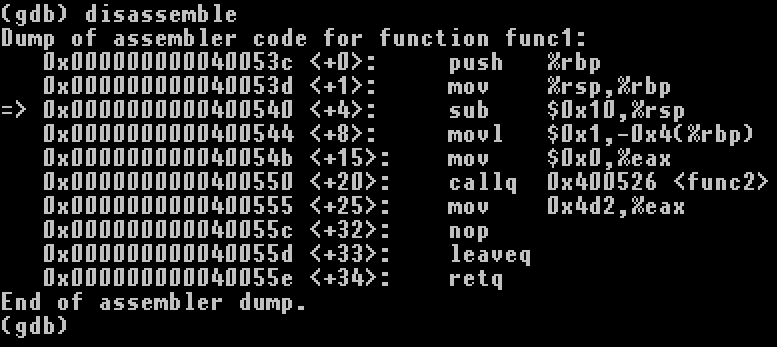 (gdb) disassemble
Dump of assembler code for function func1:
   0x000000000040053c <+0>:     push   %rbp
   0x000000000040053d <+1>:     mov    %rsp,%rbp
=> 0x0000000000400540 <+4>:     sub    $0x10,%rsp
   0x0000000000400544 <+8>:     movl   $0x1,-0x4(%rbp)
   0x000000000040054b <+15>:    mov    $0x0,%eax
   0x0000000000400550 <+20>:    callq  0x400526 <func2>
   0x0000000000400555 <+25>:    mov    0x4d2,%eax
   0x000000000040055c <+32>:    nop
   0x000000000040055d <+33>:    leaveq
   0x000000000040055e <+34>:    retq
End of assembler dump.
(gdb)